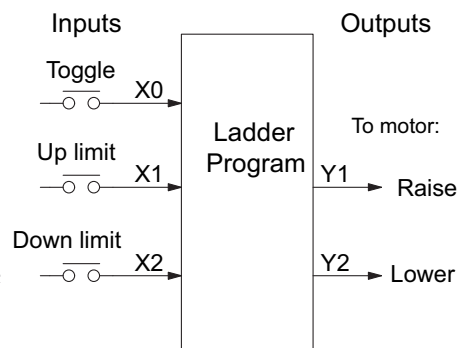 Inputs
Outputs
Toggle
X0
Ladder
Program
To motor:
Up limit
X1
Y1
Raise
Down limit
X2
Y2
Lower